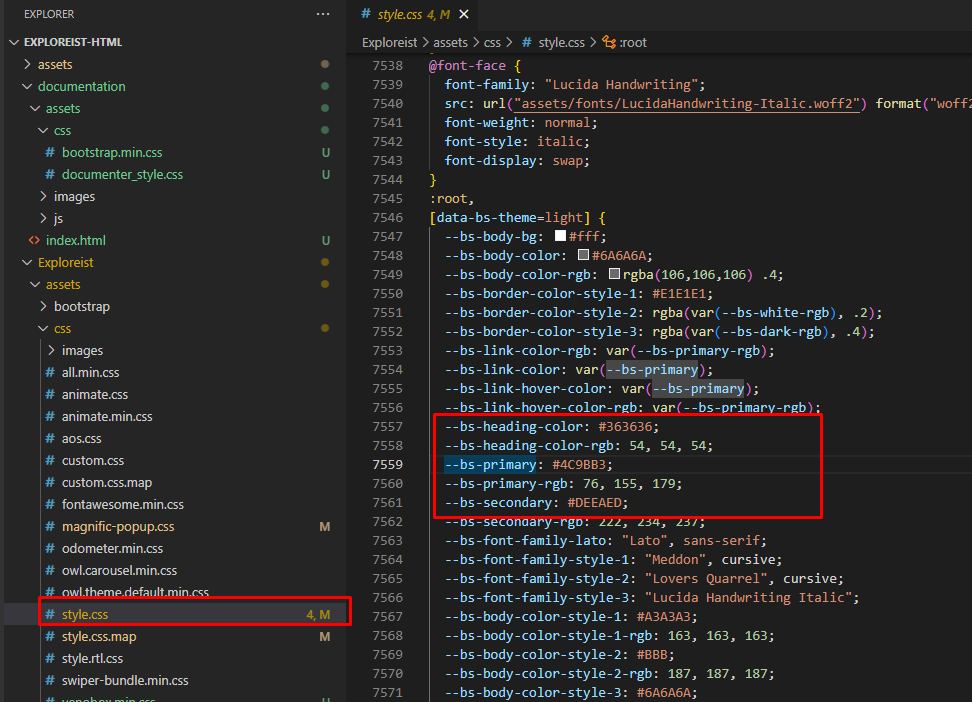 EXPLORER
EXPLOREIST-HTML
assets
documentation
assets
css
# bootstrap.min.css U
# documenter_style.css U
images
js
<> index.html U
Exploreist
assets
bootstrap
css
images
# all.min.css
# animate.css
# animate.min.css
# aos.css
# custom.css
# custom.css.map
# fontawesome.min.css
# magnific-popup.css M
# odometer.min.css
# owl.carousel.min.css
# owl.theme.default.min.css
# style.css 4, M
# style.css.map M
# style.rtl.css
# swiper-bundle.min.css
# venobox.min.css U
# style.css 4, M
Exploreist > assets > css > # style.css > :root
7538 @font-face {
7539 font-family: "Lucida Handwriting";
7540 src: url("assets/fonts/LucidaHandwriting-Italic.woff2") format("woff2
7541 font-weight: normal;
7542 font-style: italic;
7543 font-display: swap;
7544 }
7545 :root,
7546 [data-bs-theme=light] {
7547 --bs-body-bg: #fff;
7548 --bs-body-color: #6A6A6A;
7549 --bs-body-color-rgb: rgba(106,106,106) .4;
7550 --bs-border-color-style-1: #E1E1E1;
7551 --bs-border-color-style-2: rgba(var(--bs-white-rgb), .2);
7552 --bs-border-color-style-3: rgba(var(--bs-dark-rgb), .4);
7553 --bs-link-color-rgb: var(--bs-primary-rgb);
7554 --bs-link-color: var(--bs-primary);
7555 --bs-link-hover-color: var(--bs-primary);
7556 --bs-link-hover-color-rgb: var(--bs-primary-rgb);
7557 --bs-heading-color: #363636;
7558 --bs-heading-color-rgb: 54, 54, 54;
7559 --bs-primary: #4C9BB3;
7560 --bs-primary-rgb: 76, 155, 179;
7561 --bs-secondary: #DEEAED;
7562 --bs-secondary-rgb: 222, 234, 237;
7563 --bs-font-family-lato: "Lato", sans-serif;
7564 --bs-font-family-style-1: "Meddon", cursive;
7565 --bs-font-family-style-2: "Lovers Quarrel", cursive;
7566 --bs-font-family-style-3: "Lucida Handwriting Italic";
7567 --bs-body-color-style-1: #A3A3A3;
7568 --bs-body-color-style-1-rgb: 163, 163, 163;
7569 --bs-body-color-style-2: #BBB;
7570 --bs-body-color-style-2-rgb: 187, 187, 187;
7571 --bs-body-color-style-3: #6A6A6A;